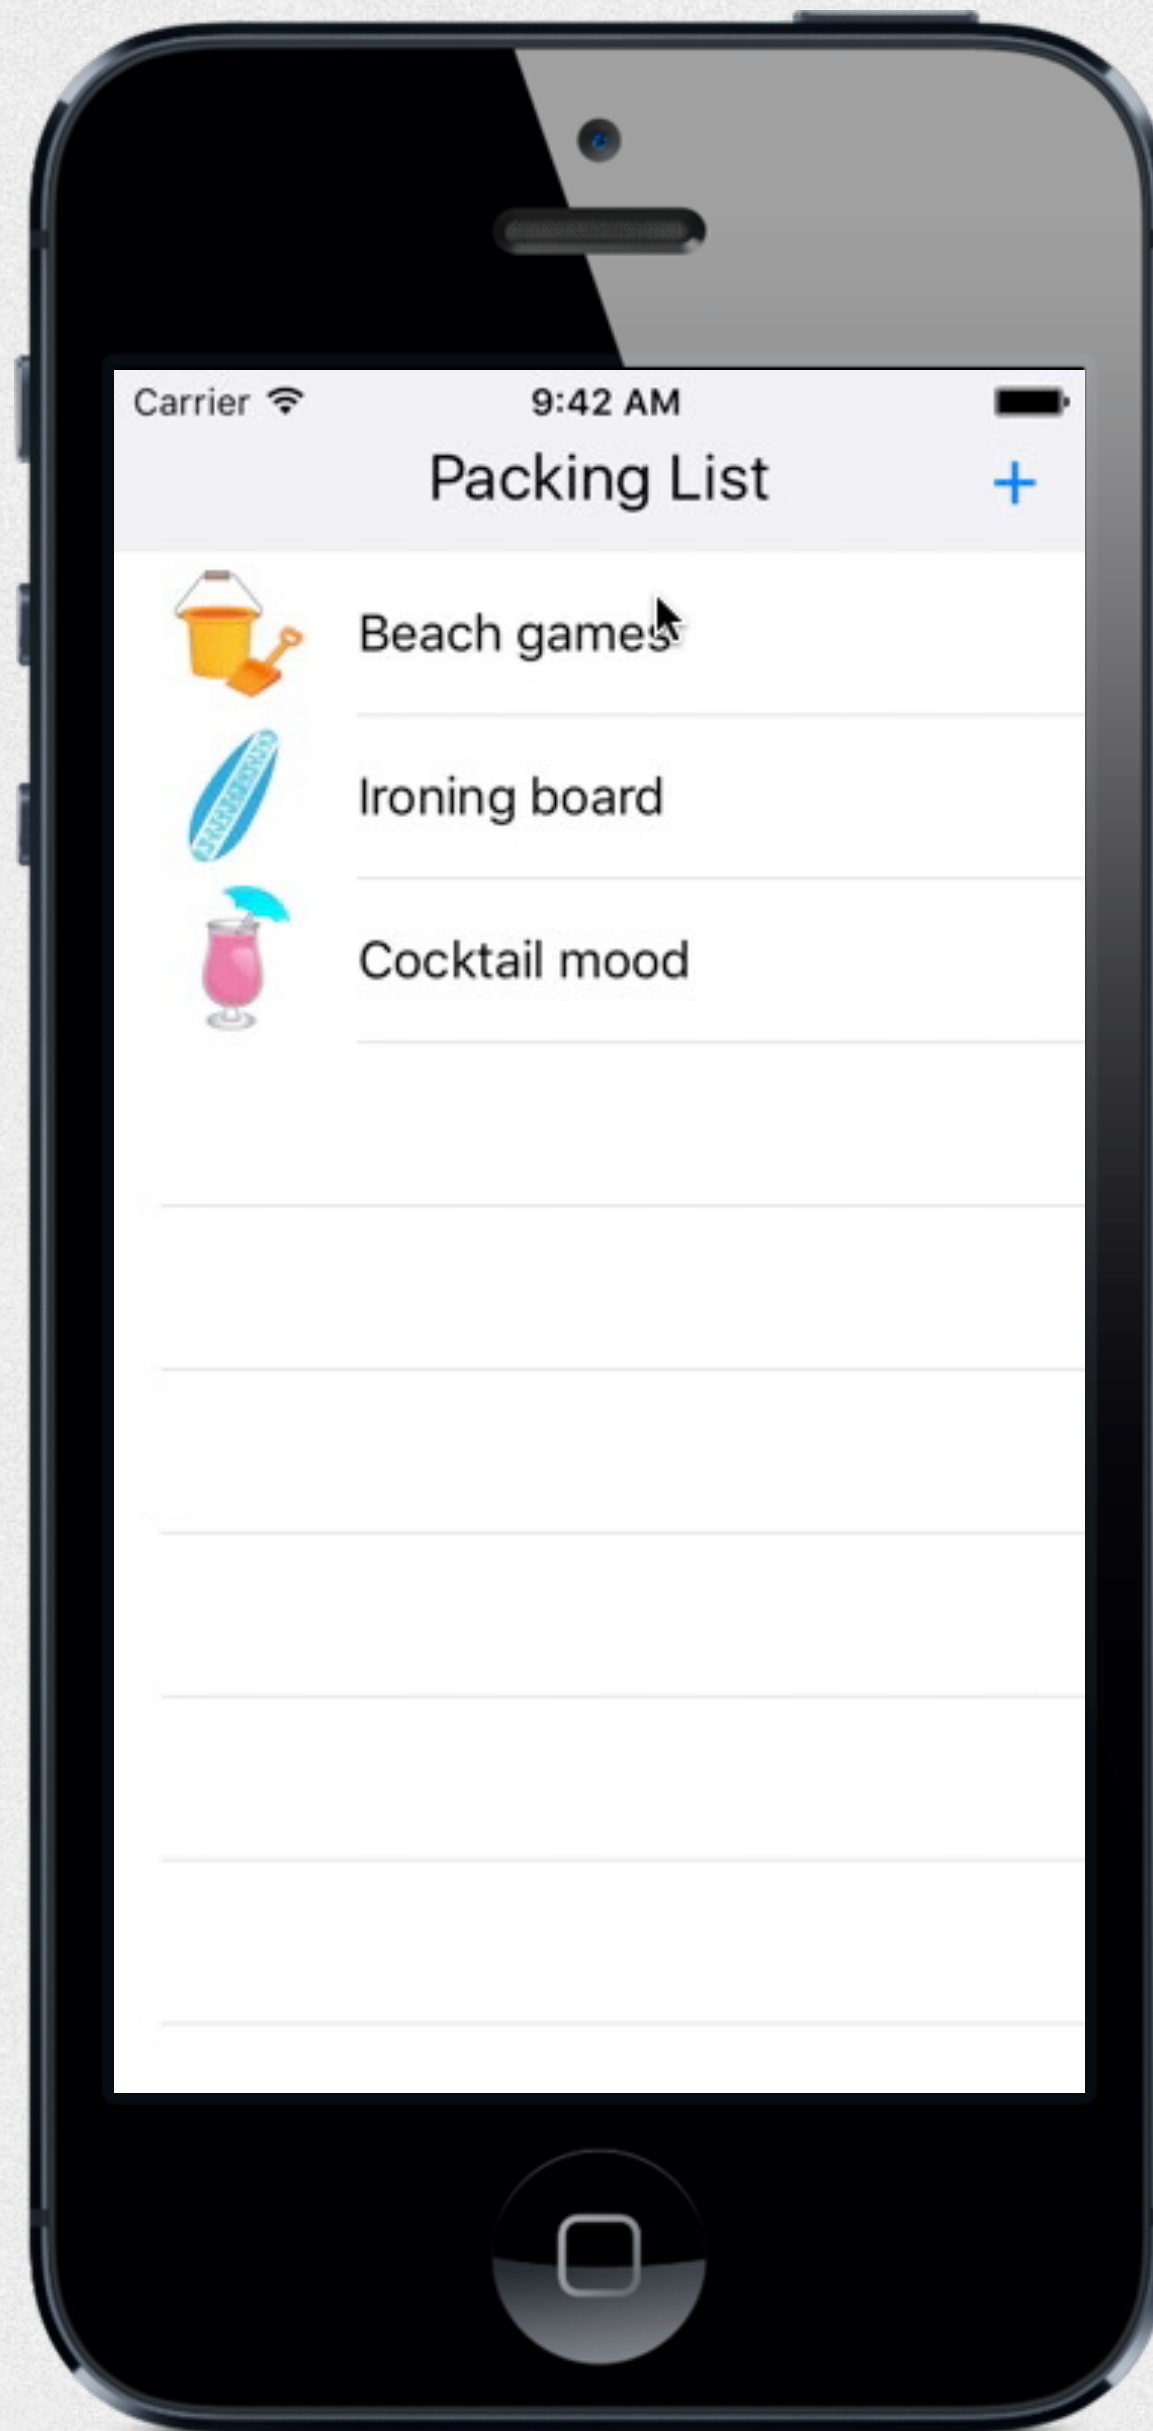 Carrier 9:42 AM
Packing List +
Beach games
Ironing board
Cocktail mood